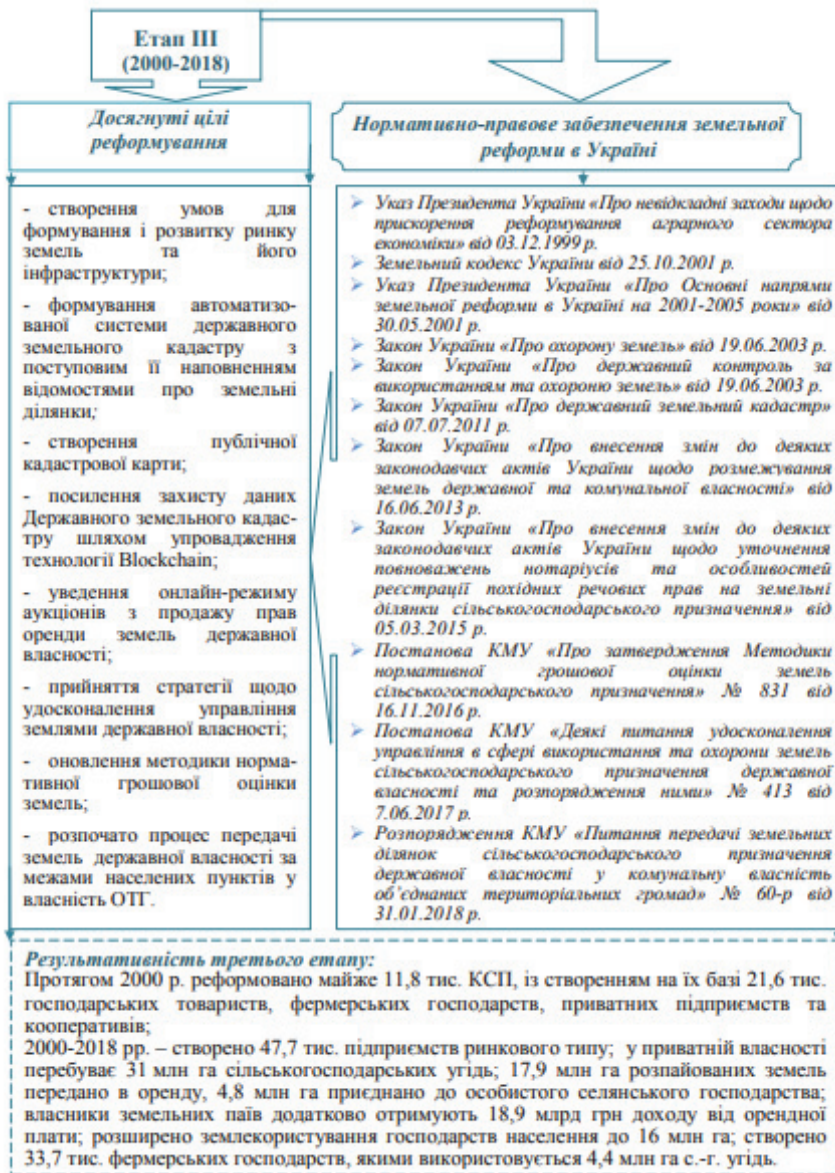 Етап ІІІ
(2000-2018)
Досягнуті цілі
реформування
- створення умов для
формування і розвитку ринку
земель та його
інфраструктури;
- формування автоматизо-
ваної системи державного
земельного кадастру з
поступовим її наповненням
відомостями про земельні
ділянки;
- створення публічної
кадастрової карти;
- посилення захисту даних
Державного земельного кадас-
тру шляхом упровадження
технології Blockchain;
- уведення онлайн-режиму
аукціонів з продажу прав
оренди земель державної
власності;
- прийняття стратегії щодо
удосконалення управління
землями державної власності;
- оновлення методики норма-
тивної грошової оцінки
земель;
- розпочато процес передачі
земель державної власності за
межами населених пунктів у
власність ОТГ.
Нормативно-правове забезпечення земельної
реформи в Україні
➢ Указ Президента України «Про невідкладні заходи щодо
прискорення реформування аграрного сектора
економіки» від 03.12.1999 р.
➢ Земельний кодекс України від 25.10.2001 р.
➢ Указ Президента України «Про Основні напрями
земельної реформи в Україні на 2001-2005 роки» від
30.05.2001 р.
➢ Закон України «Про охорону земель» від 19.06.2003 р.
➢ Закон України «Про державний контроль за
використанням та охороню земель» від 19.06.2003 р.
➢ Закон України «Про державний земельний кадастр»
від 07.07.2011 р.
➢ Закон України «Про внесення змін до деяких
законодавчих актів України щодо розмежування
земель державної та комунальної власності» від
16.06.2013 р.
➢ Закон України «Про внесення змін до деяких
законодавчих актів України щодо уточнення
повноважень нотаріусів та особливостей
реєстрації похідних речових прав на земельні
ділянки сільськогосподарського призначення» від
05.03.2015 р.
➢ Постанова КМУ «Про затвердження Методики
нормативної грошової оцінки земель
сільськогосподарського призначення» № 831 від
16.11.2016 р.
➢ Постанова КМУ «Деякі питання удосконалення
управління в сфері використання та охорони земель
сільськогосподарського призначення державної
власності та розпорядження ними» № 413 від
7.06.2017 р.
➢ Розпорядження КМУ «Питання передачі земельних
ділянок сільськогосподарського призначення
державної власності у комунальну власність
об’єднаних територіальних громад» № 60-р від
31.01.2018 р.
Результативність третього етапу:
Протягом 2000 р. реформовано майже 11,8 тис. КСП, із створенням на їх базі 21,6 тис.
господарських товариств, фермерських господарств, приватних підприємств та
кооперативів;
2000-2018 рр. – створено 47,7 тис. підприємств ринкового типу; у приватній власності
перебуває 31 млн га сільськогосподарських угідь; 17,9 млн га розпайованих земель
передано в оренду, 4,8 млн га приєднано до особистого селянського господарства;
власники земельних паїв додатково отримують 18,9 млрд грн доходу від орендної
плати; розширено землекористування господарств населення до 16 млн га; створено
33,7 тис. фермерських господарств, якими використовується 4,4 млн га с.-г. угідь.